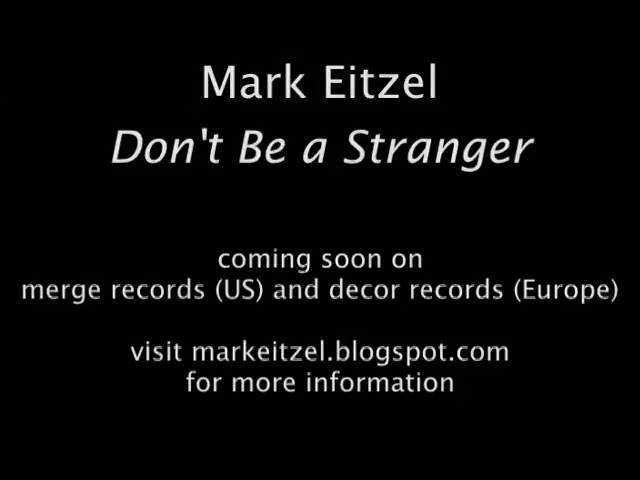 Mark Eitzel
Don't Be a Stranger
coming soon on
merge records (US) and decor records (Europe)
visit markeitzel.blogspot.com
for more information